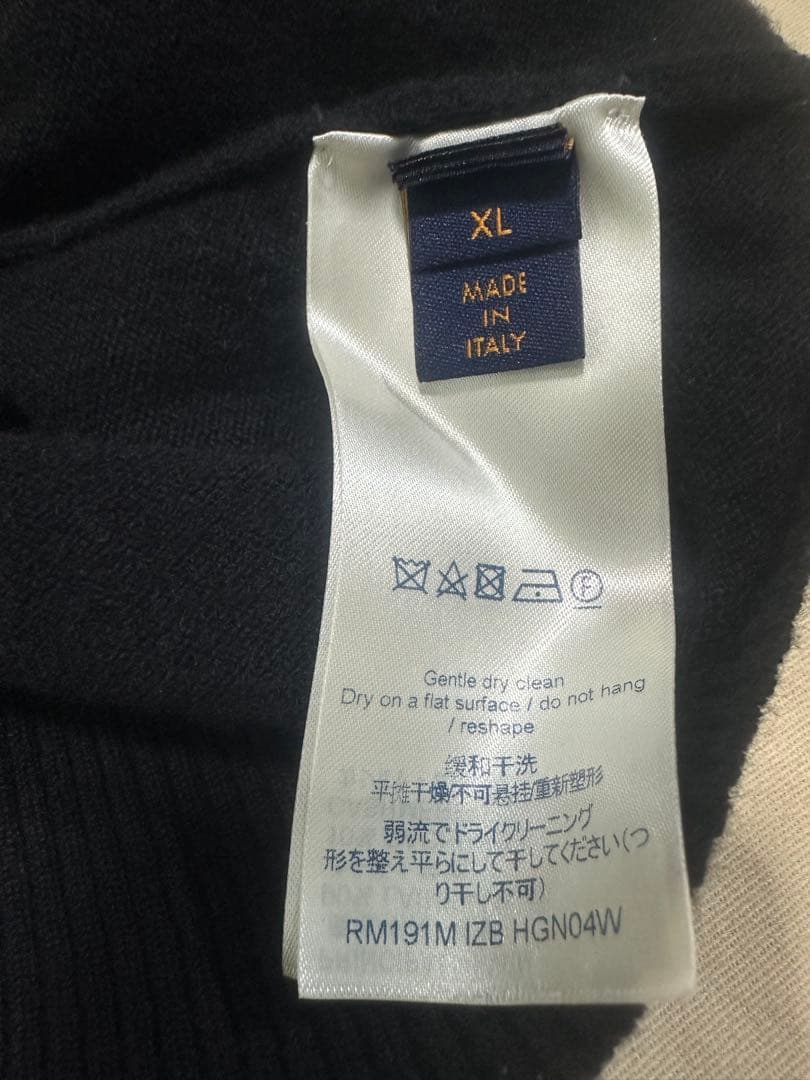 XL
MADE
IN
ITALY
F
Gentle dry clean
Dry on a flat surface / do not hang
/ reshape
缓和干洗
平摊干燥/不可悬挂/重新塑形
弱流でドライクリーニング
形を整え平らにして干してください(つ
り干し不可)
RM191M IZB HGN04W